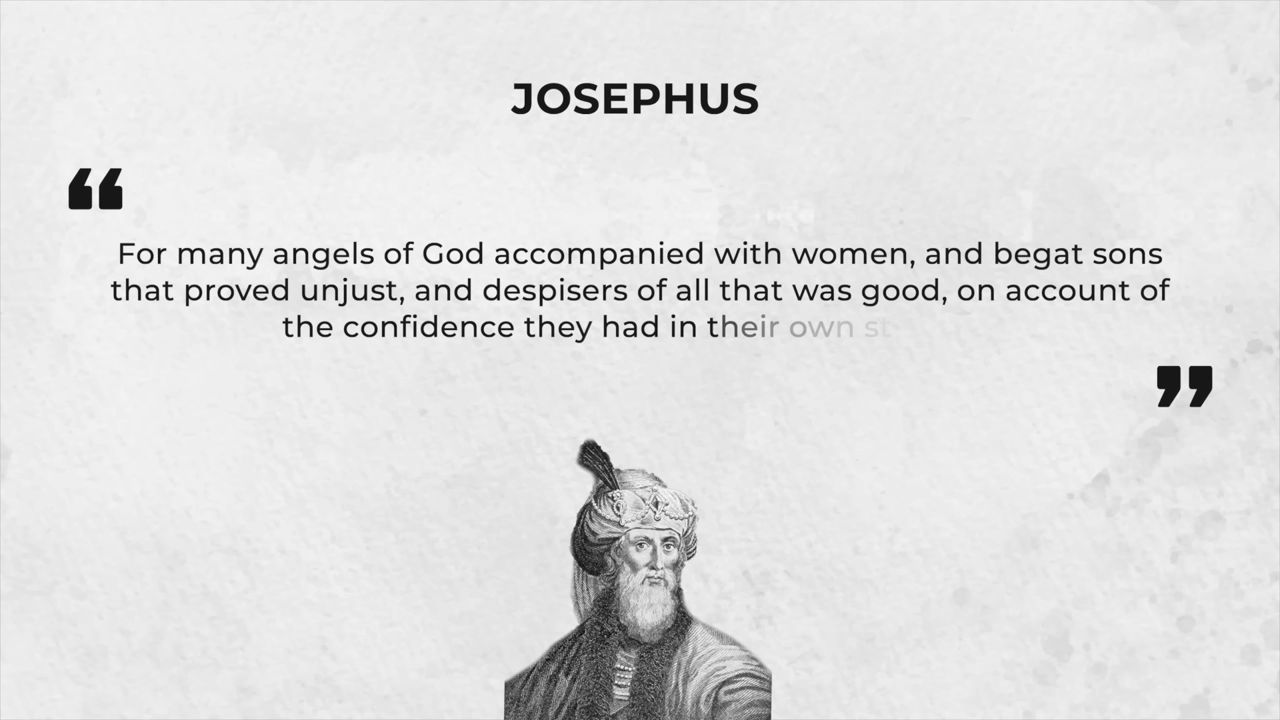 JOSEPHUS
“
For many angels of God accompanied with women, and begat sons
that proved unjust, and despisers of all that was good, on account of
the confidence they had in their own st
”